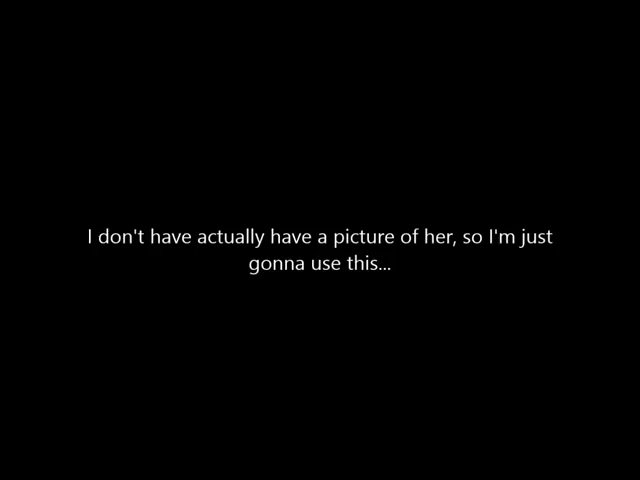 I don't have actually have a picture of her, so I'm just
gonna use this...